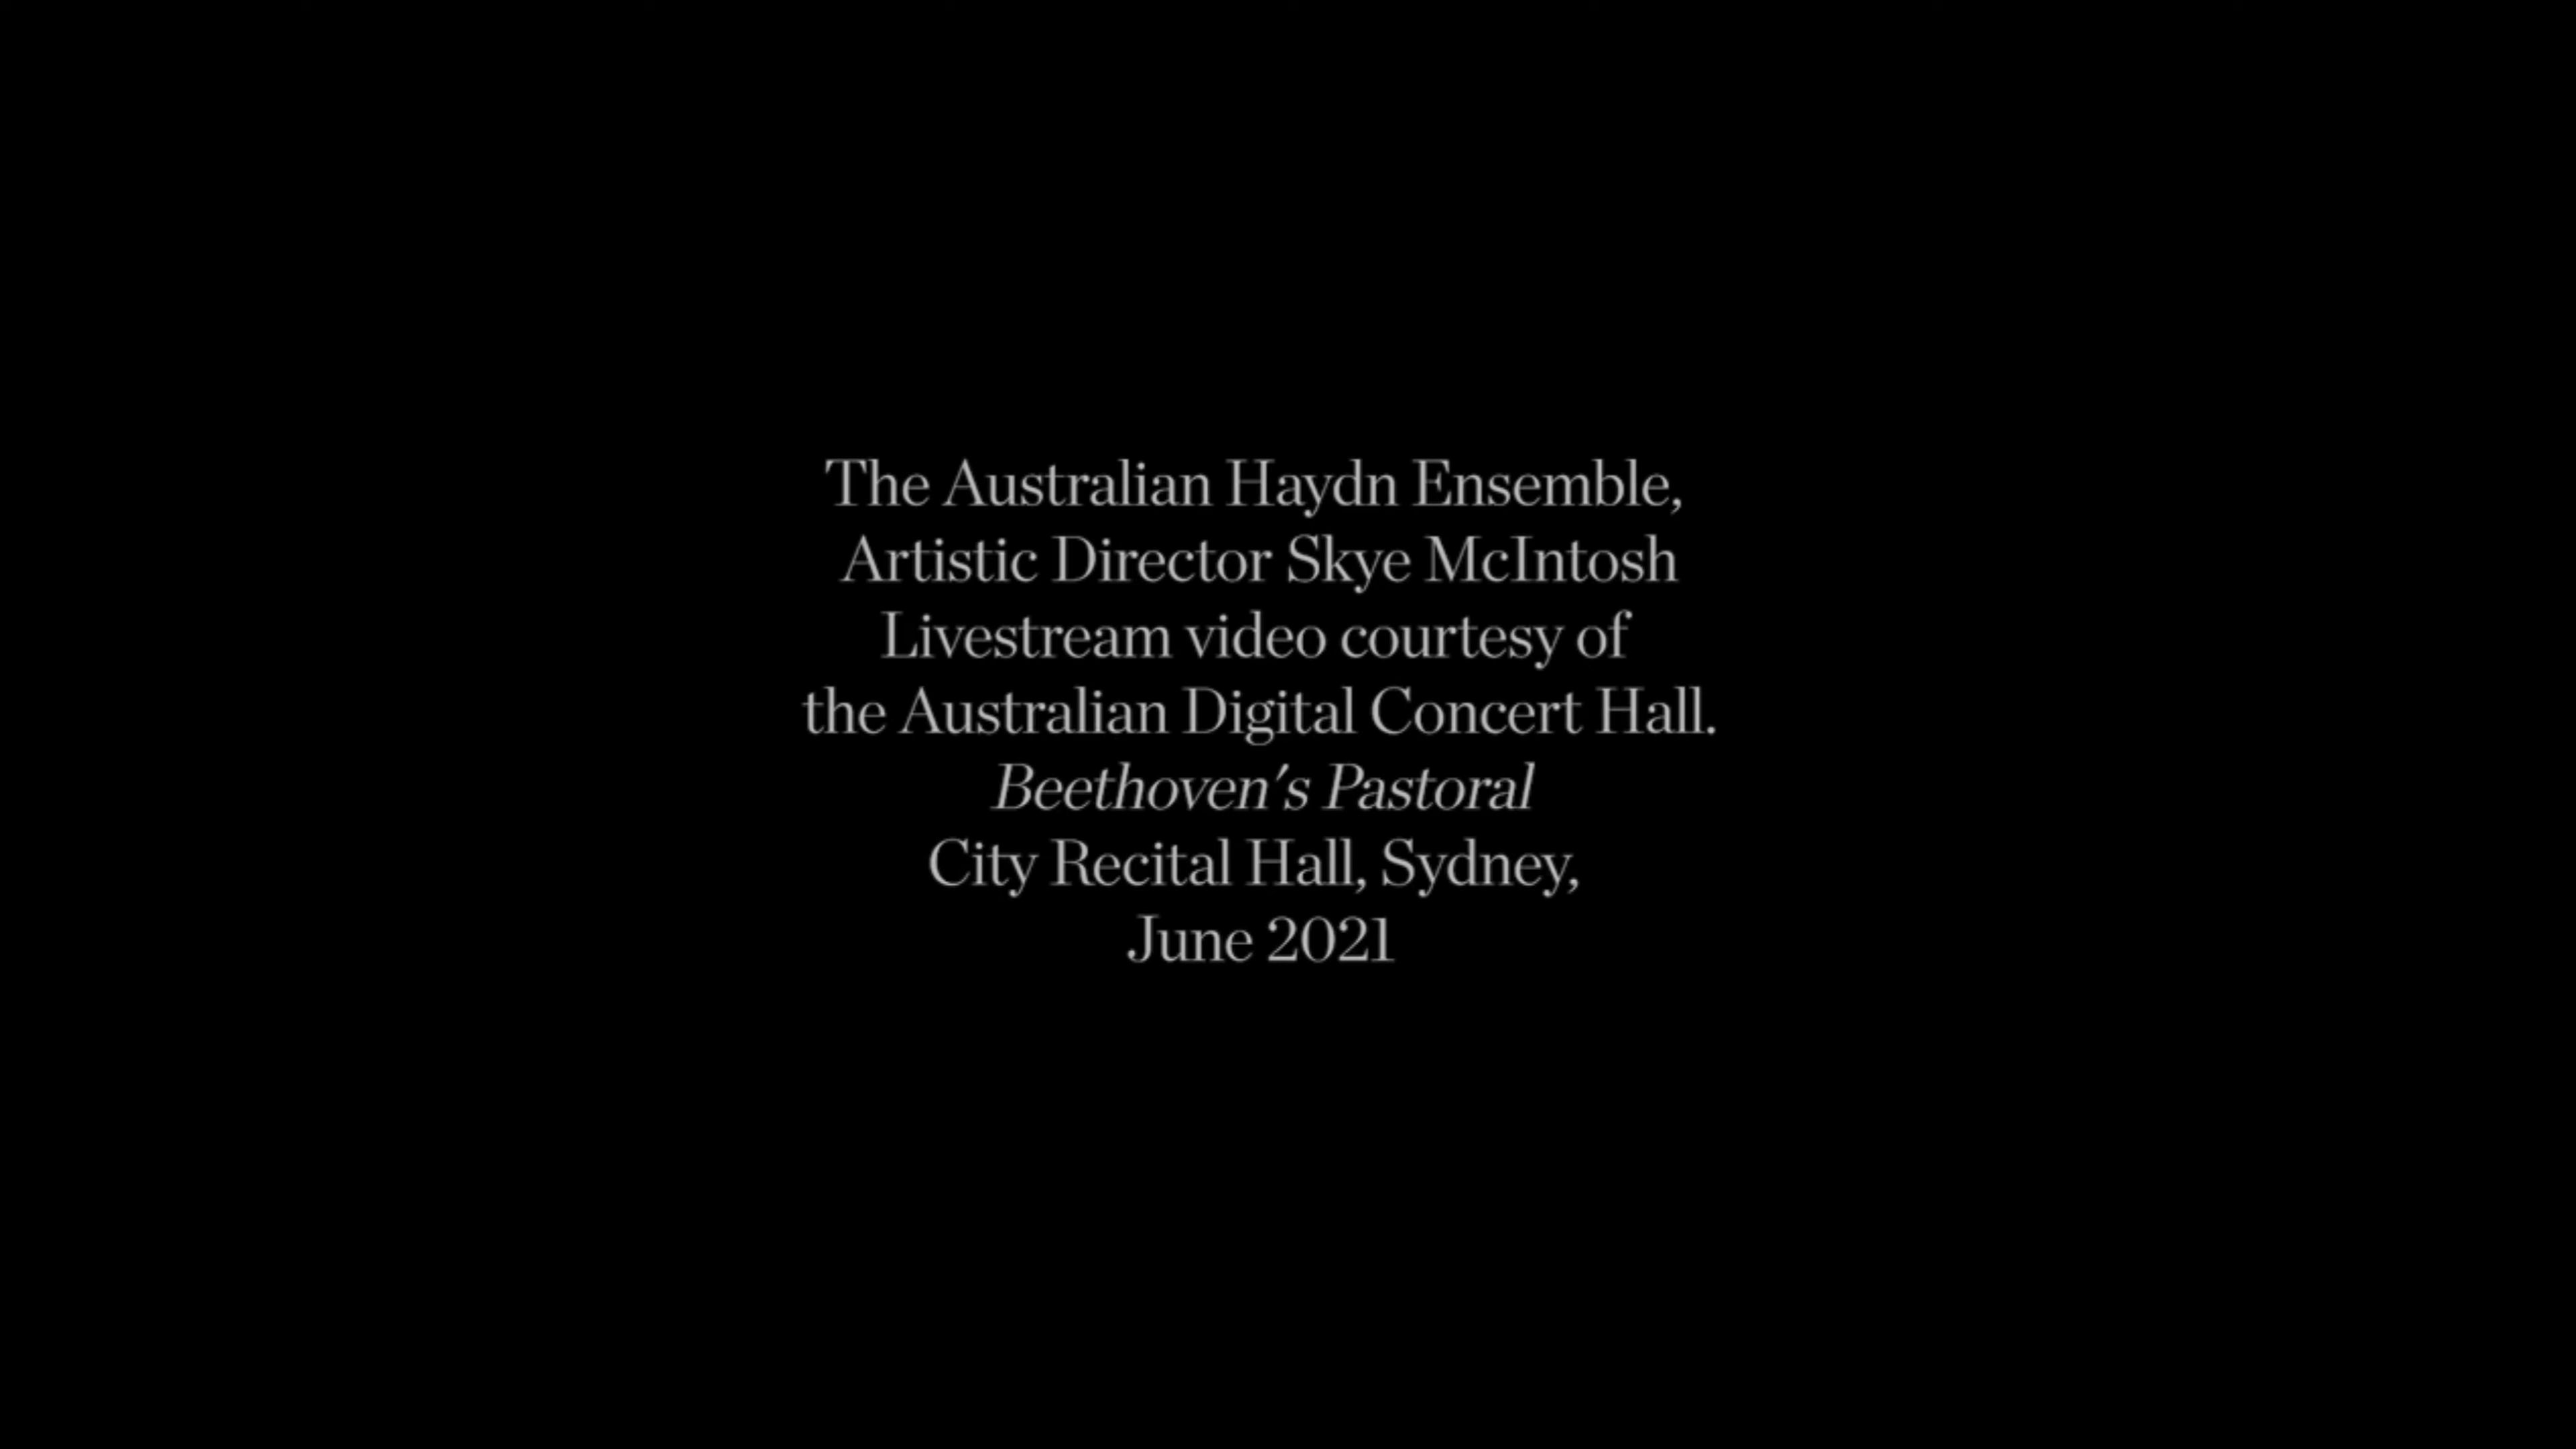 The Australian Haydn Ensemble,
Artistic Director Skye McIntosh
Livestream video courtesy of
the Australian Digital Concert Hall.
Beethoven's Pastoral
City Recital Hall, Sydney,
June 2021